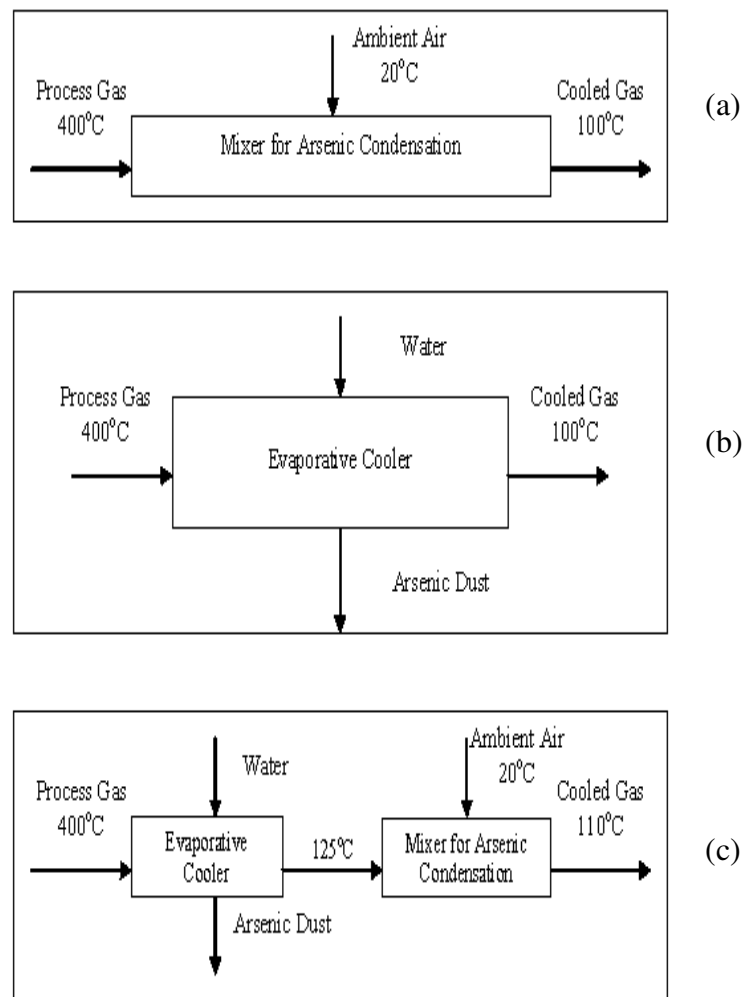 Ambient Air
20°C
Process Gas
400°C
Cooled Gas
100°C
(a)
Mixer for Arsenic Condensation
Water
Process Gas
400°C
Cooled Gas
100°C
(b)
Evaporative Cooler
Arsenic Dust
Ambient Air
20°C
Water
Process Gas
400°C
Cooled Gas
110°C
Evaporative
Cooler
125°C
Mixer for Arsenic
Condensation
(c)
Arsenic Dust